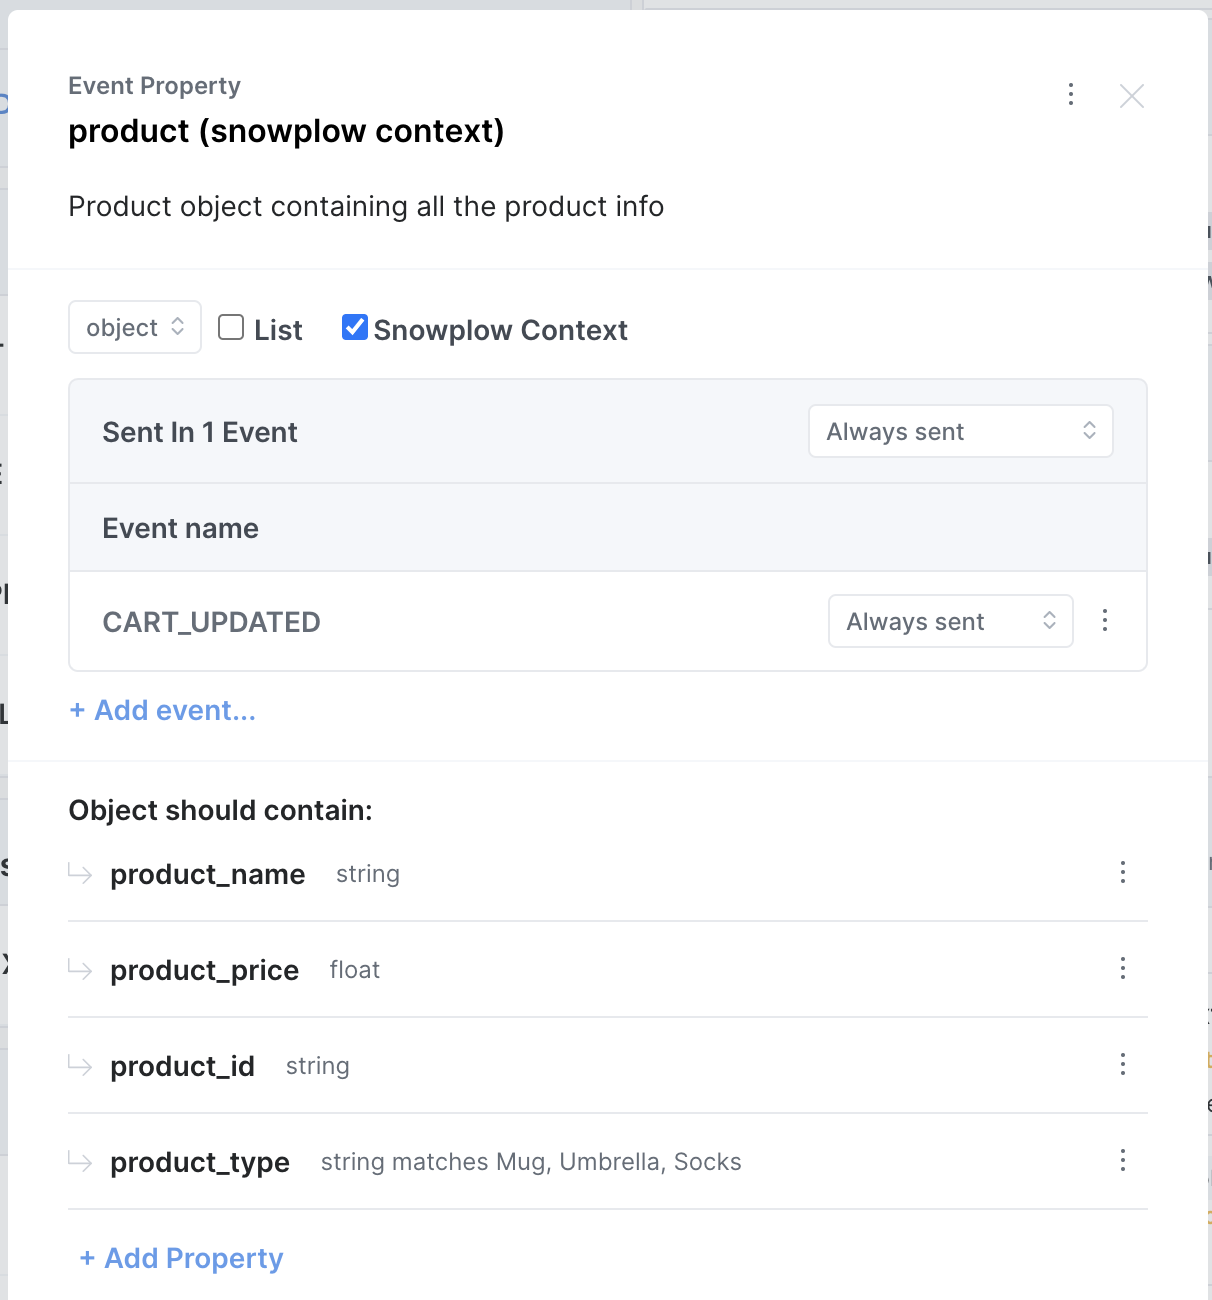 Event Property
product (snowplow context)
Product object containing all the product info
object List Snowplow Context
Sent In 1 Event Always sent
Event name
CART_UPDATED Always sent
+ Add event...
Object should contain:
product_name string
product_price float
product_id string
product_type string matches Mug, Umbrella, Socks
+ Add Property